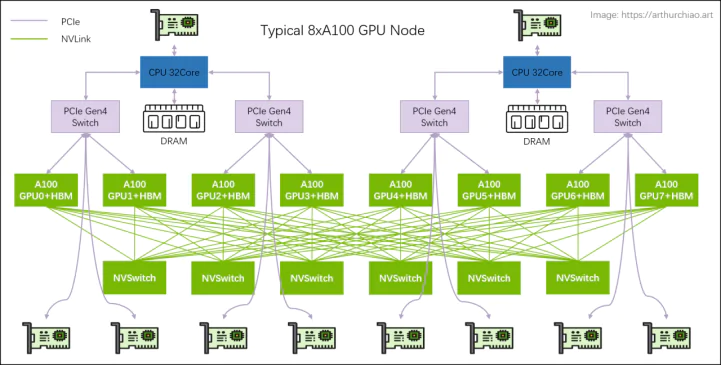 PCIe
NVLink
Typical 8xA100 GPU Node
Image: https://arthurchiao.art
CPU 32Core
CPU 32Core
PCIe Gen4
Switch
DRAM
PCIe Gen4
Switch
PCIe Gen4
Switch
DRAM
PCIe Gen4
Switch
A100
GPU0+HBM
A100
GPU1+HBM
A100
GPU2+HBM
A100
GPU3+HBM
A100
GPU4+HBM
A100
GPU5+HBM
A100
GPU6+HBM
A100
GPU7+HBM
NVSwitch
NVSwitch
NVSwitch
NVSwitch
NVSwitch
NVSwitch